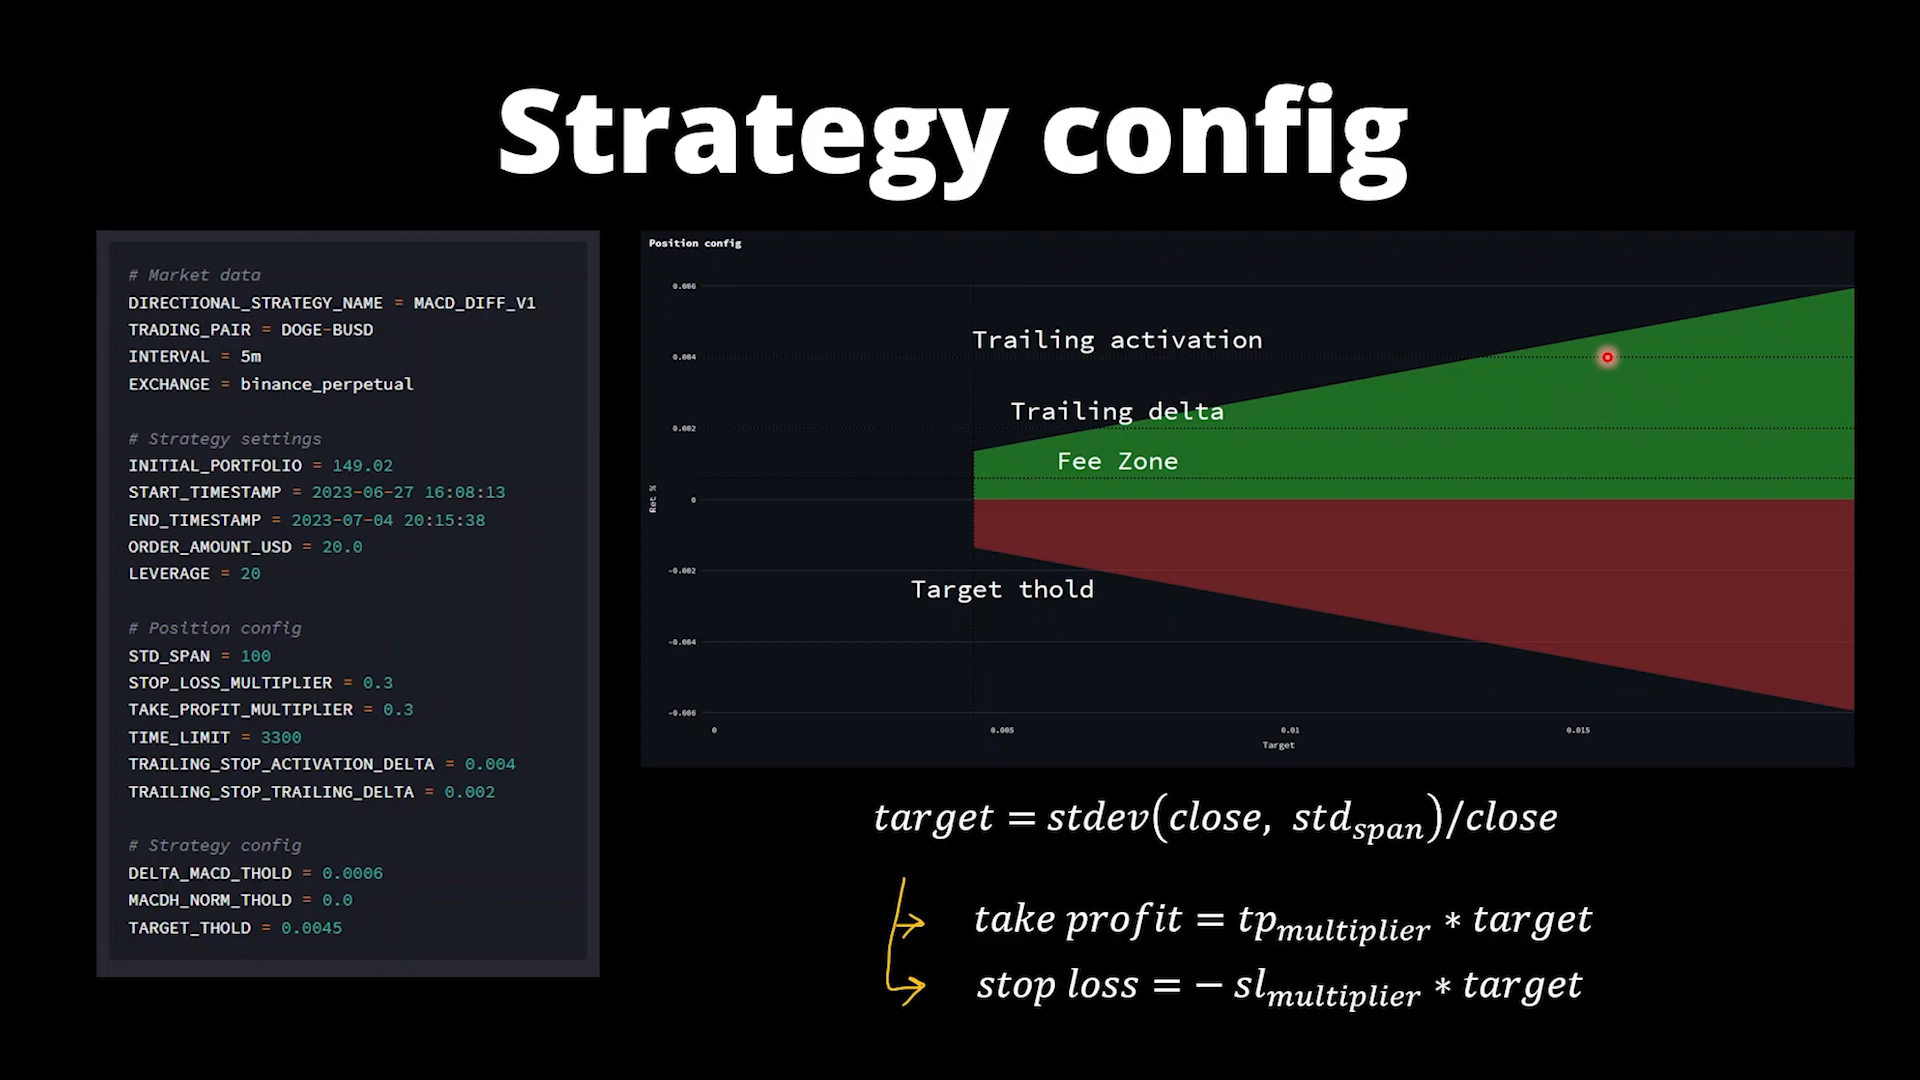 Strategy config
# Market data
DIRECTIONAL_STRATEGY_NAME = MACD_DIFF_V1
TRADING_PAIR = DOGE-BUSD
INTERVAL = 5m
EXCHANGE = binance_perpetual
# Strategy settings
INITIAL_PORTFOLIO = 149.02
START_TIMESTAMP = 2023-06-27 16:08:13
END_TIMESTAMP = 2023-07-04 20:15:38
ORDER_AMOUNT_USD = 20.0
LEVERAGE = 20
# Position config
STD_SPAN = 100
STOP_LOSS_MULTIPLIER = 0.3
TAKE_PROFIT_MULTIPLIER = 0.3
TIME_LIMIT = 3300
TRAILING_STOP_ACTIVATION_DELTA = 0.004
TRAILING_STOP_TRAILING_DELTA = 0.002
# Strategy config
DELTA_MACD_THOLD = 0.0006
MACDH_NORM_THOLD = 0.0
TARGET_THOLD = 0.0045
Position config
0.006
Trailing activation
0.004
Trailing delta
0.002
Fee Zone
Ret %
0
-0.002
Target thold
-0.004
-0.006
0 0.005 0.01 0.015
Target
target = stdev(close, std_span)/close
take profit = tp_multiplier * target
stop loss = − sl_multiplier * target